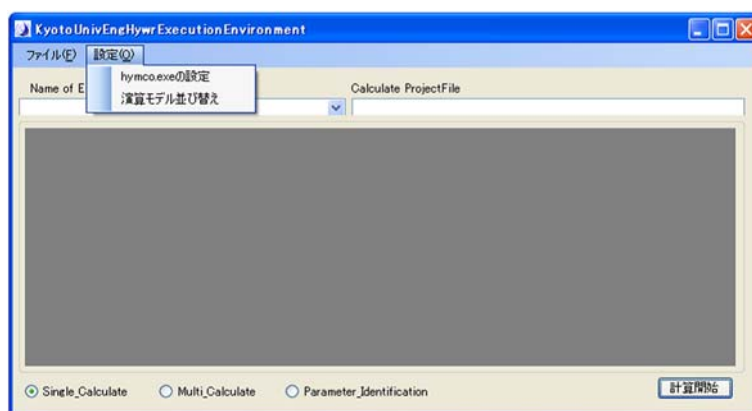 KyotoUnivEngHywrExecutionEnvironment
ファイル(F) 設定(O)
hymco.exeの設定
演算モデル並び替え
Name of E
Calculate ProjectFile
Single_Calculate Multi_Calculate Parameter_Identification 計算開始